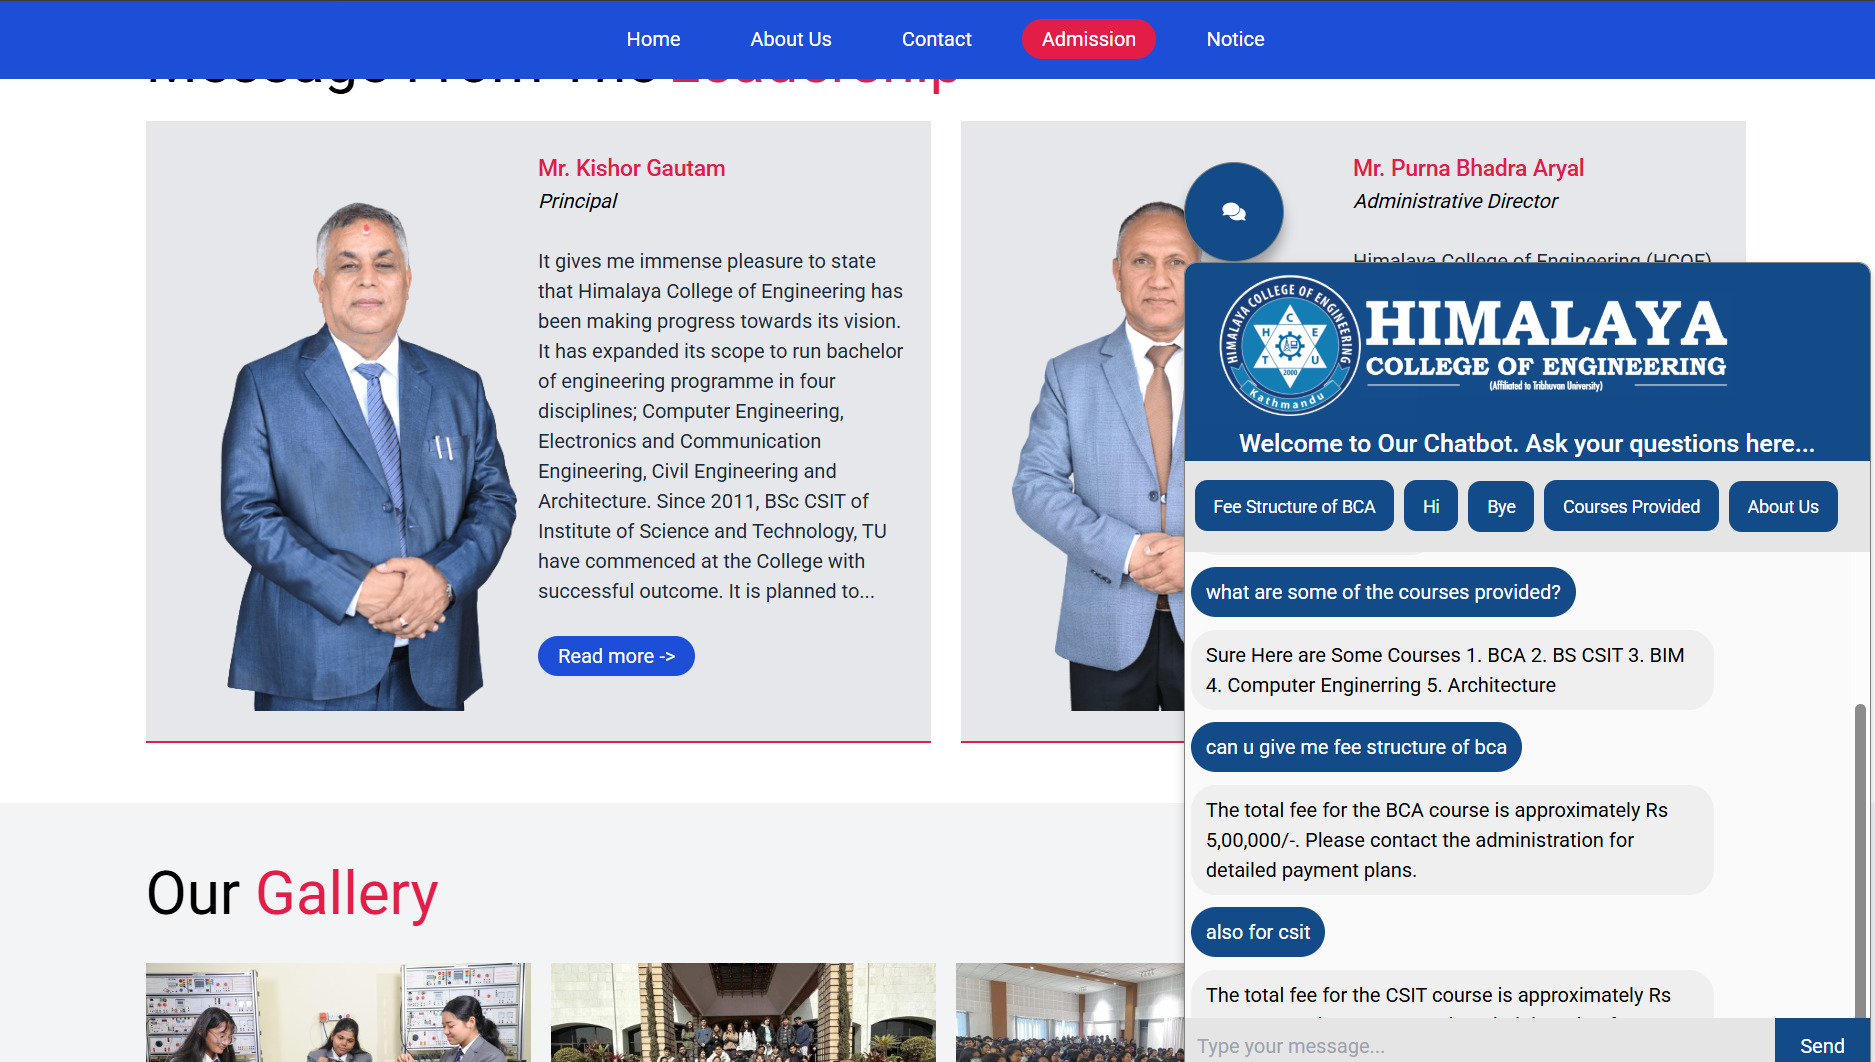 Home
About Us
Contact
Admission
Notice
Message From The Leadership
Mr. Kishor Gautam
Principal
It gives me immense pleasure to state
that Himalaya College of Engineering has
been making progress towards its vision.
It has expanded its scope to run bachelor
of engineering programme in four
disciplines; Computer Engineering,
Electronics and Communication
Engineering, Civil Engineering and
Architecture. Since 2011, BSc CSIT of
Institute of Science and Technology, TU
have commenced at the College with
successful outcome. It is planned to...
Read more ->
Mr. Purna Bhadra Aryal
Administrative Director
Himalaya College of Engineering (HCOE)
HIMALAYA COLLEGE OF ENGINEERING
H C E T U
2000
Kathmandu
HIMALAYA
COLLEGE OF ENGINEERING
(Affiliated to Tribhuvan University)
Welcome to Our Chatbot. Ask your questions here...
Fee Structure of BCA
Hi
Bye
Courses Provided
About Us
what are some of the courses provided?
Sure Here are Some Courses 1. BCA 2. BS CSIT 3. BIM
4. Computer Enginerring 5. Architecture
can u give me fee structure of bca
The total fee for the BCA course is approximately Rs
5,00,000/-. Please contact the administration for
detailed payment plans.
also for csit
The total fee for the CSIT course is approximately Rs
Type your message...
Send
Our Gallery